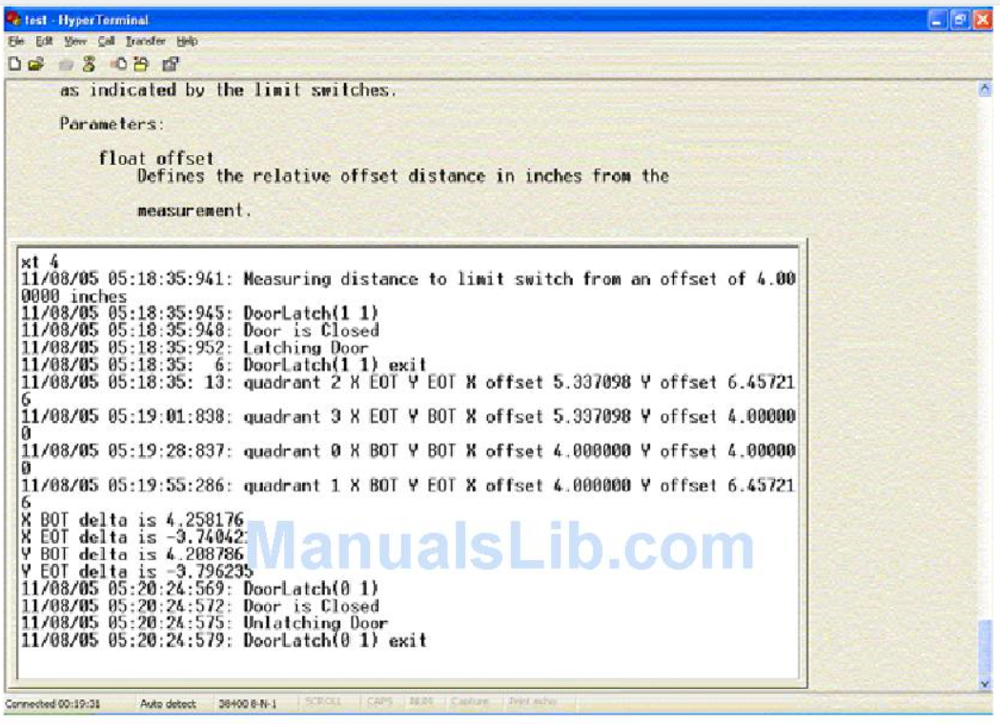 test - HyperTerminal
File Edit View Call Transfer Help
as indicated by the limit switches.
Parameters:
float offset
Defines the relative offset distance in inches from the
measurement.
xt 4
11/08/05 05:18:35:941: Measuring distance to limit switch from an offset of 4.00
0000 inches
11/08/05 05:18:35:945: DoorLatch(1 1)
11/08/05 05:18:35:948: Door is Closed
11/08/05 05:18:35:952: Latching Door
11/08/05 05:18:35:  6: DoorLatch(1 1) exit
11/08/05 05:18:35: 13: quadrant 2 X EOT Y EOT X offset 5.337098 Y offset 6.45721
6
11/08/05 05:19:01:838: quadrant 3 X EOT Y BOT X offset 5.337098 Y offset 4.00000
0
11/08/05 05:19:28:837: quadrant 0 X BOT Y BOT X offset 4.000000 Y offset 4.00000
0
11/08/05 05:19:55:286: quadrant 1 X BOT Y EOT X offset 4.000000 Y offset 6.45721
6
X BOT delta is 4.258176
X EOT delta is -3.740421
Y BOT delta is 4.208786
Y EOT delta is -3.796235
ManualsLib.com
11/08/05 05:20:24:569: DoorLatch(0 1)
11/08/05 05:20:24:572: Door is Closed
11/08/05 05:20:24:575: Unlatching Door
11/08/05 05:20:24:579: DoorLatch(0 1) exit
Connected 00:19:31 Auto detect 38400 8-N-1 SCROLL CAPS NUM Capture Print echo